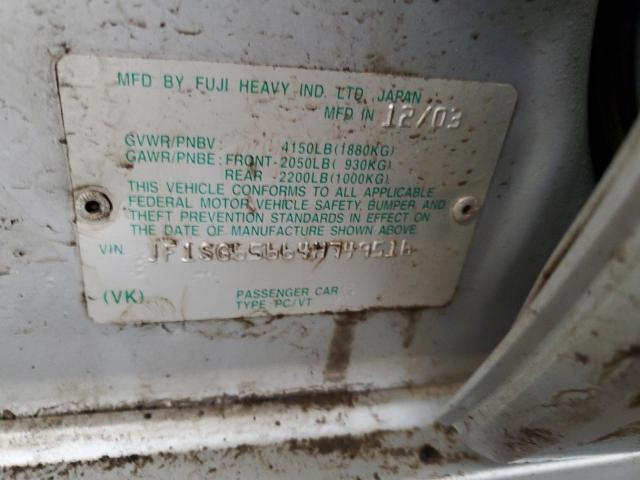 MFD BY FUJI HEAVY IND. LTD. JAPAN
MFD IN 12/03
GVWR/PNBV : 4150LB(1880KG)
GAWR/PNBE : FRONT-2050LB( 930KG)
REAR -2200LB(1000KG)
THIS VEHICLE CONFORMS TO ALL APPLICABLE
FEDERAL MOTOR VEHICLE SAFETY, BUMPER, AND
THEFT PREVENTION STANDARDS IN EFFECT ON
THE DATE OF MANUFACTURE SHOWN ABOVE.
VIN
(VK) PASSENGER CAR
TYPE PC/VT